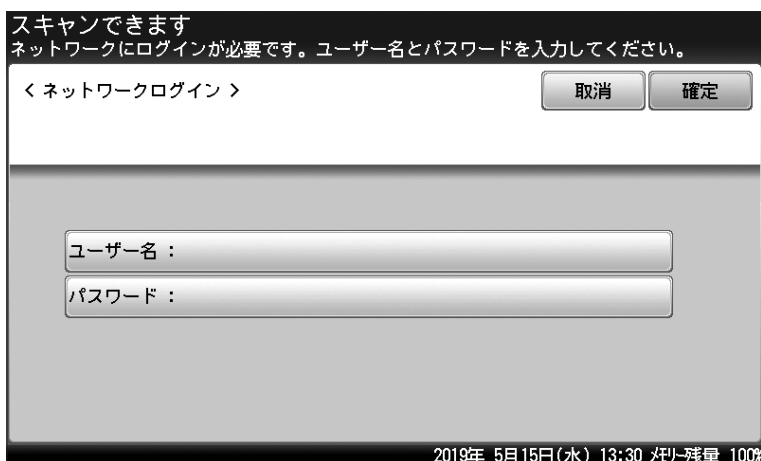 スキャンできます
ネットワークにログインが必要です。ユーザー名とパスワードを入力してください。
< ネットワークログイン >
取消
確定
ユーザー名 :
パスワード :
2019年 5月15日(水) 13:30 ﾒﾓﾘｰ残量 100%